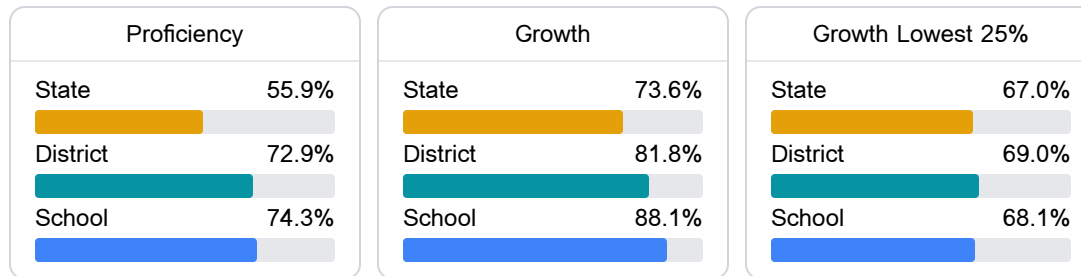 Proficiency
State 55.9%
District 72.9%
School 74.3%
Growth
State 73.6%
District 81.8%
School 88.1%
Growth Lowest 25%
State 67.0%
District 69.0%
School 68.1%